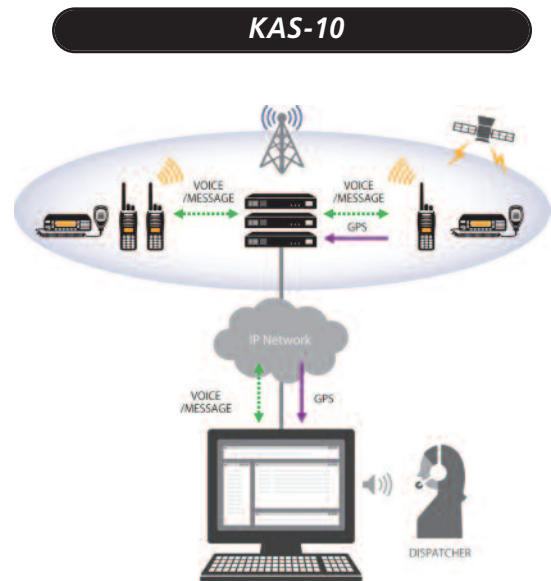 KAS-10
VOICE
/MESSAGE
VOICE
/MESSAGE
GPS
IP Network
VOICE
/MESSAGE
GPS
DISPATCHER